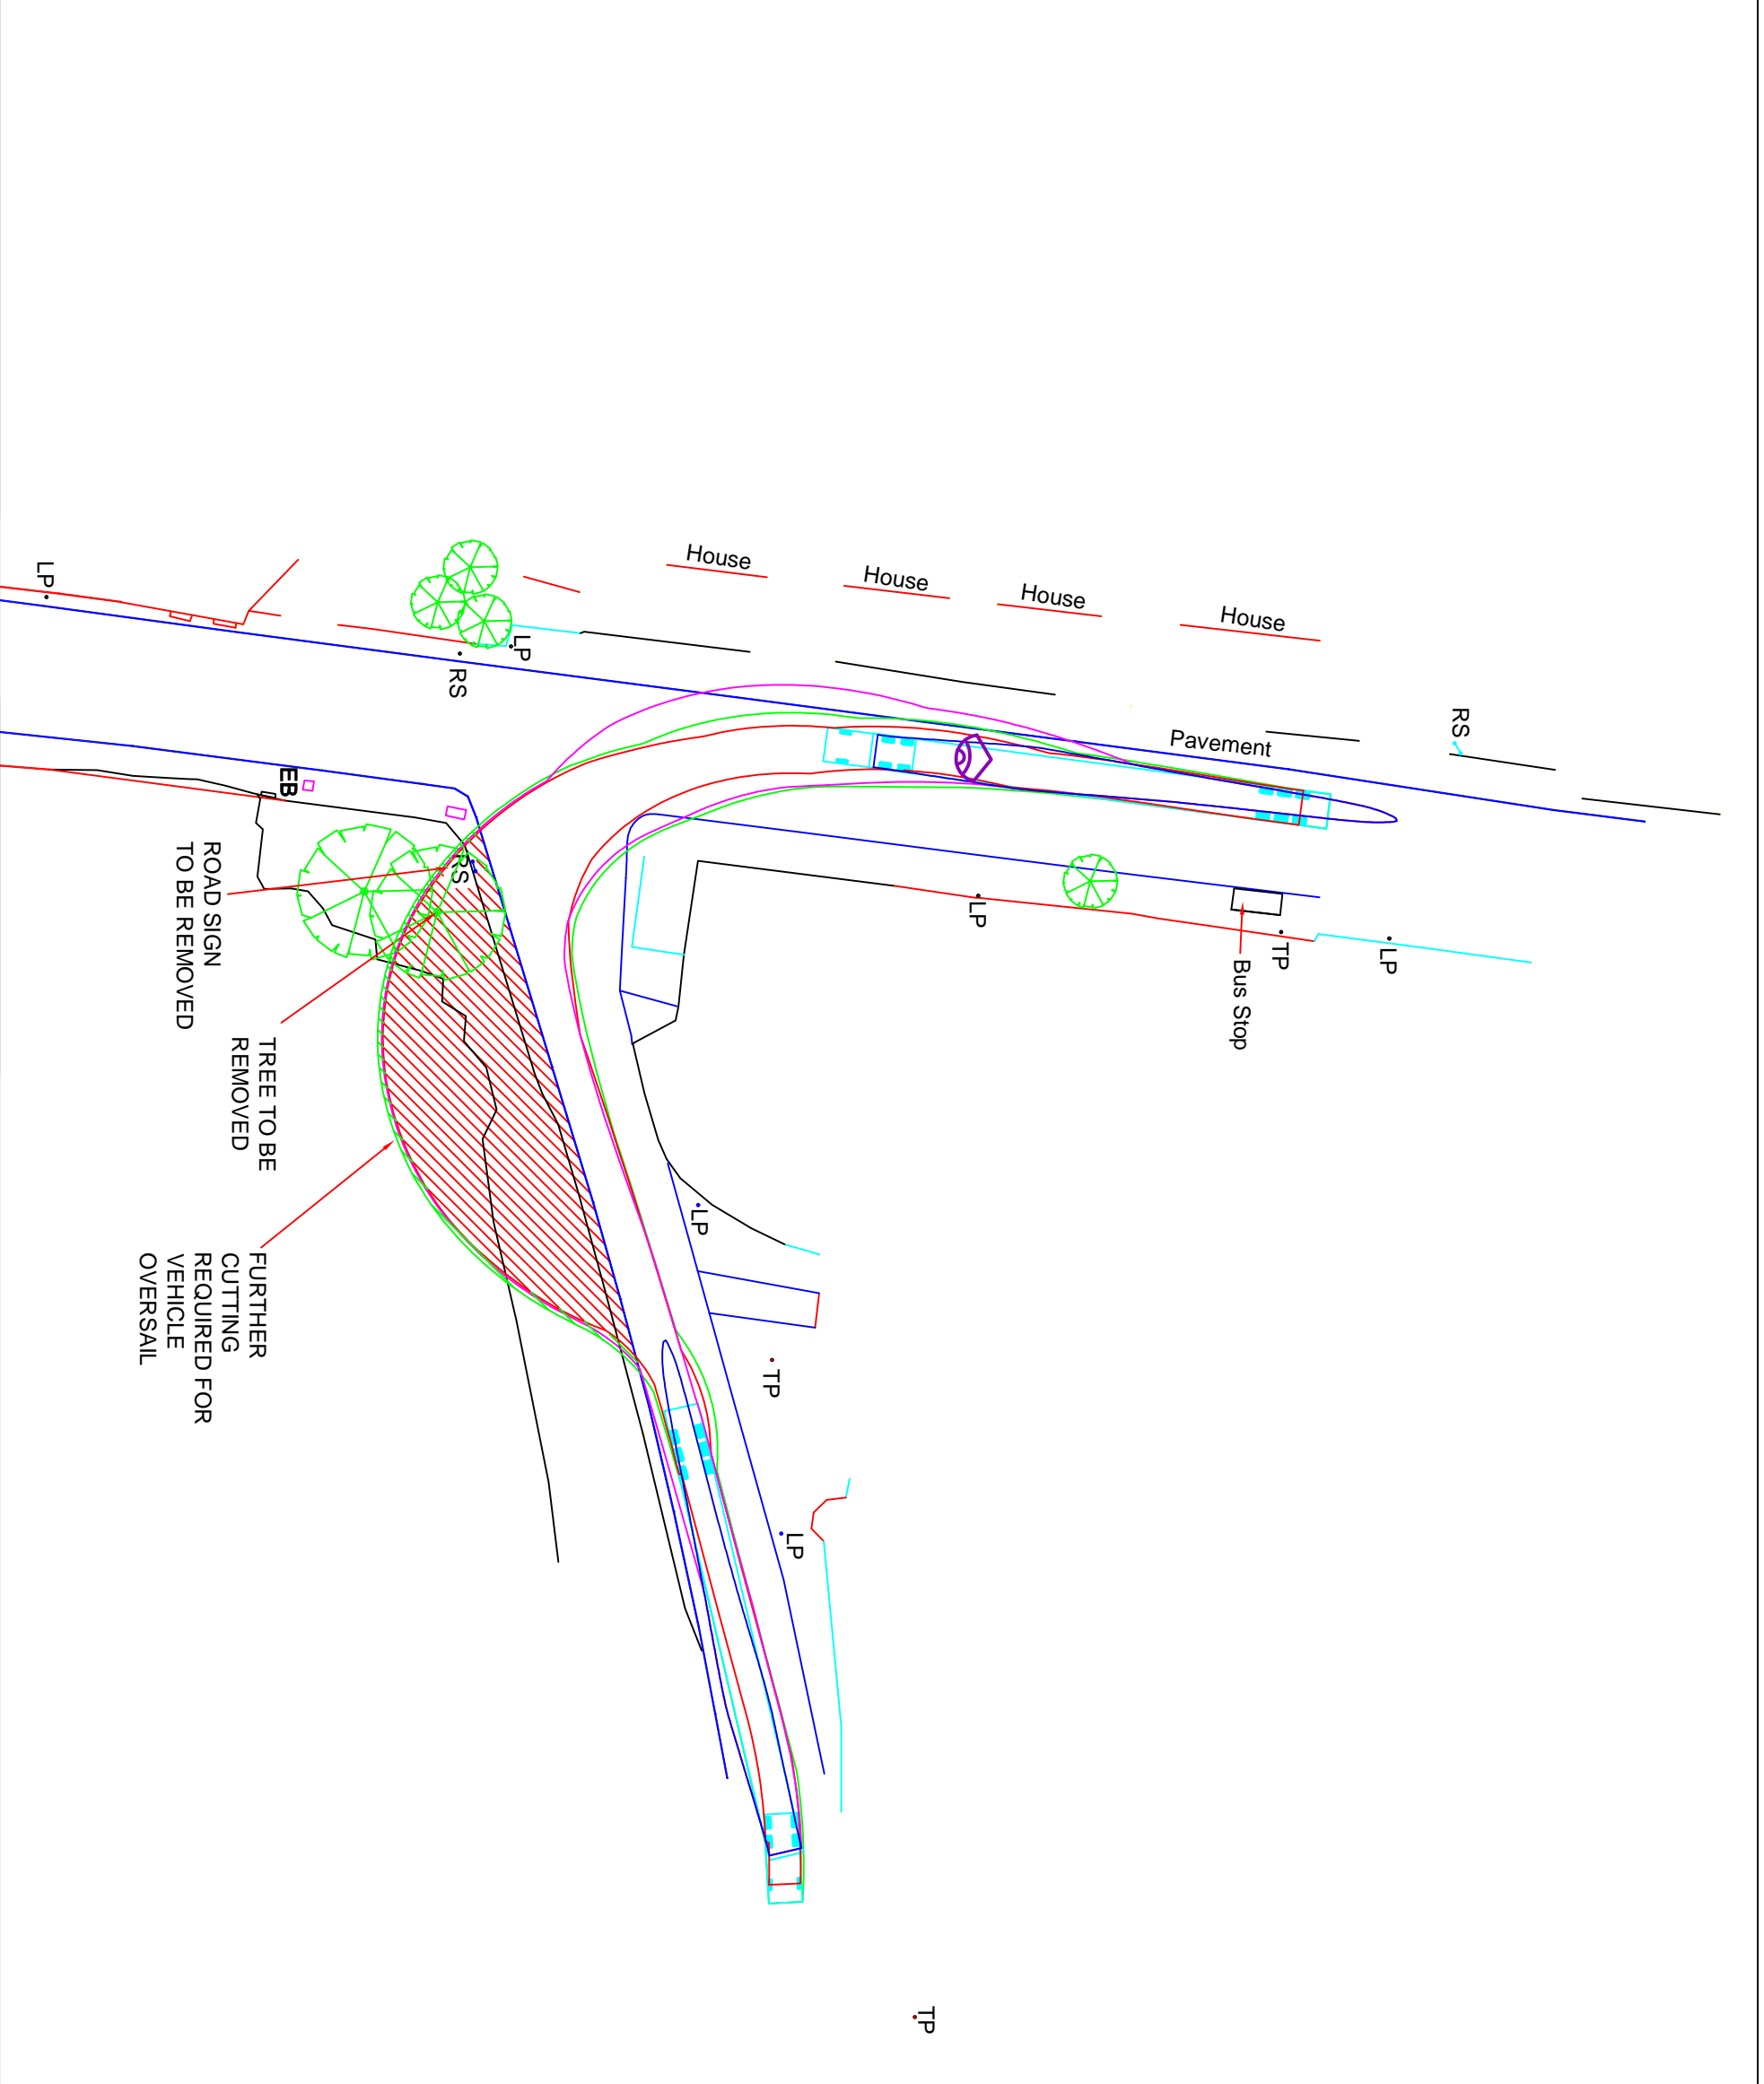 House
House
House
House
LP
LP
RS
RS
Pavement
EB
RS
LP
TP
LP
Bus Stop
ROAD SIGN
TO BE REMOVED
TREE TO BE
REMOVED
LP
FURTHER
CUTTING
REQUIRED FOR
VEHICLE
OVERSAIL
TP
LP
TP